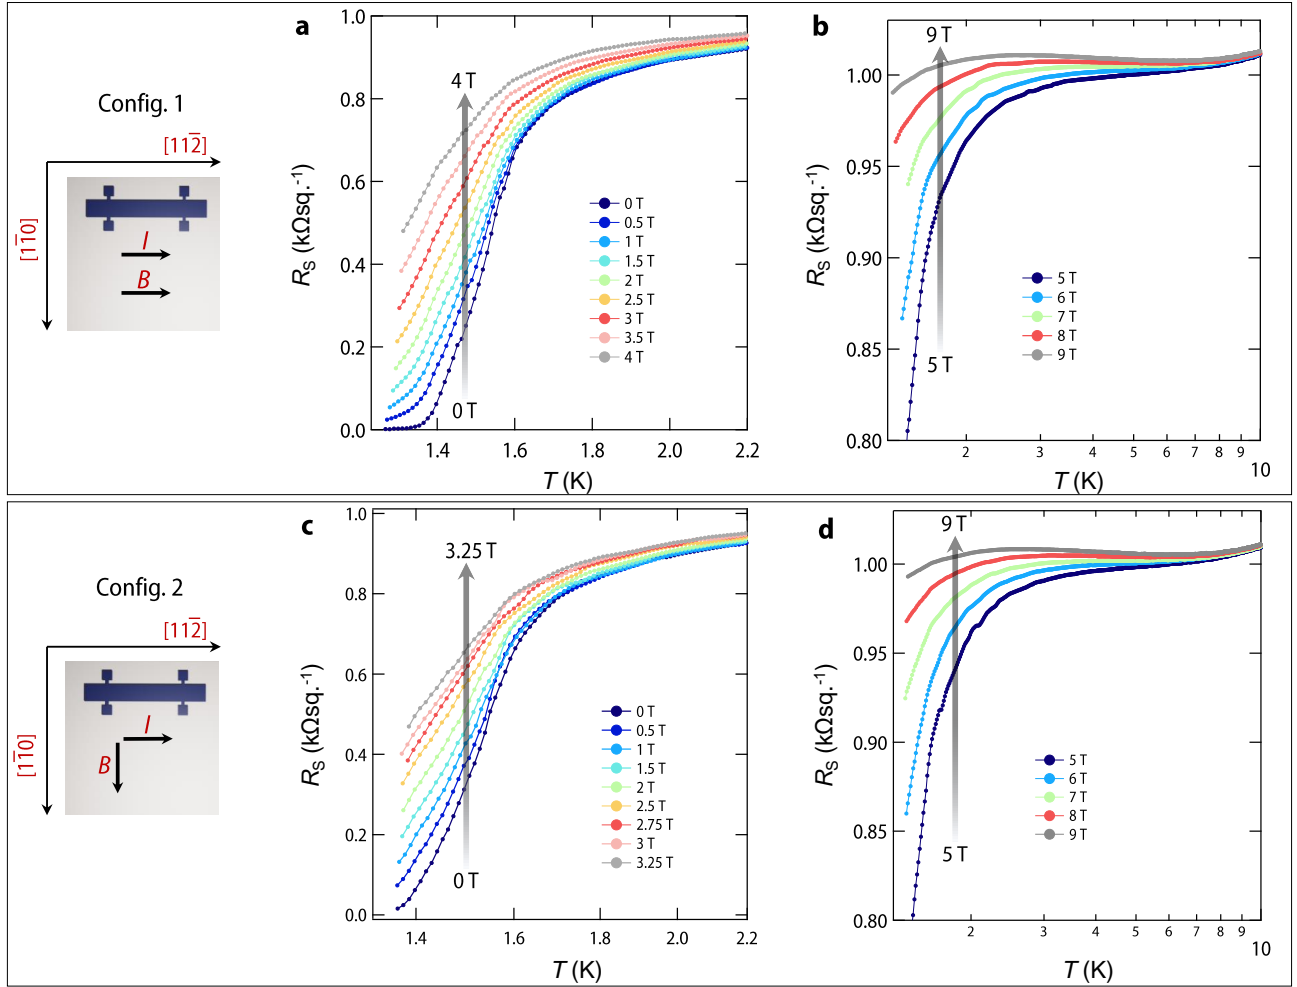 Config. 1
[112̅]
[11̅0]
I
B
a
1.0
0.8
0.6
0.4
0.2
0.0
R_S (kΩsq.⁻¹)
4 T
0 T
0 T
0.5 T
1 T
1.5 T
2 T
2.5 T
3 T
3.5 T
4 T
1.4 1.6 1.8 2.0 2.2
T (K)
b
1.00
0.95
0.90
0.85
0.80
R_S (kΩsq.⁻¹)
9 T
5 T
5 T
6 T
7 T
8 T
9 T
2 3 4 5 6 7 8 9
10
T (K)
Config. 2
[112̅]
[11̅0]
I
B
c
1.0
0.8
0.6
0.4
0.2
0.0
R_S (kΩsq.⁻¹)
3.25 T
0 T
0 T
0.5 T
1 T
1.5 T
2 T
2.5 T
2.75 T
3 T
3.25 T
1.4 1.6 1.8 2.0 2.2
T (K)
d
1.00
0.95
0.90
0.85
0.80
R_S (kΩsq.⁻¹)
9 T
5 T
5 T
6 T
7 T
8 T
9 T
2 3 4 5 6 7 8 9
10
T (K)